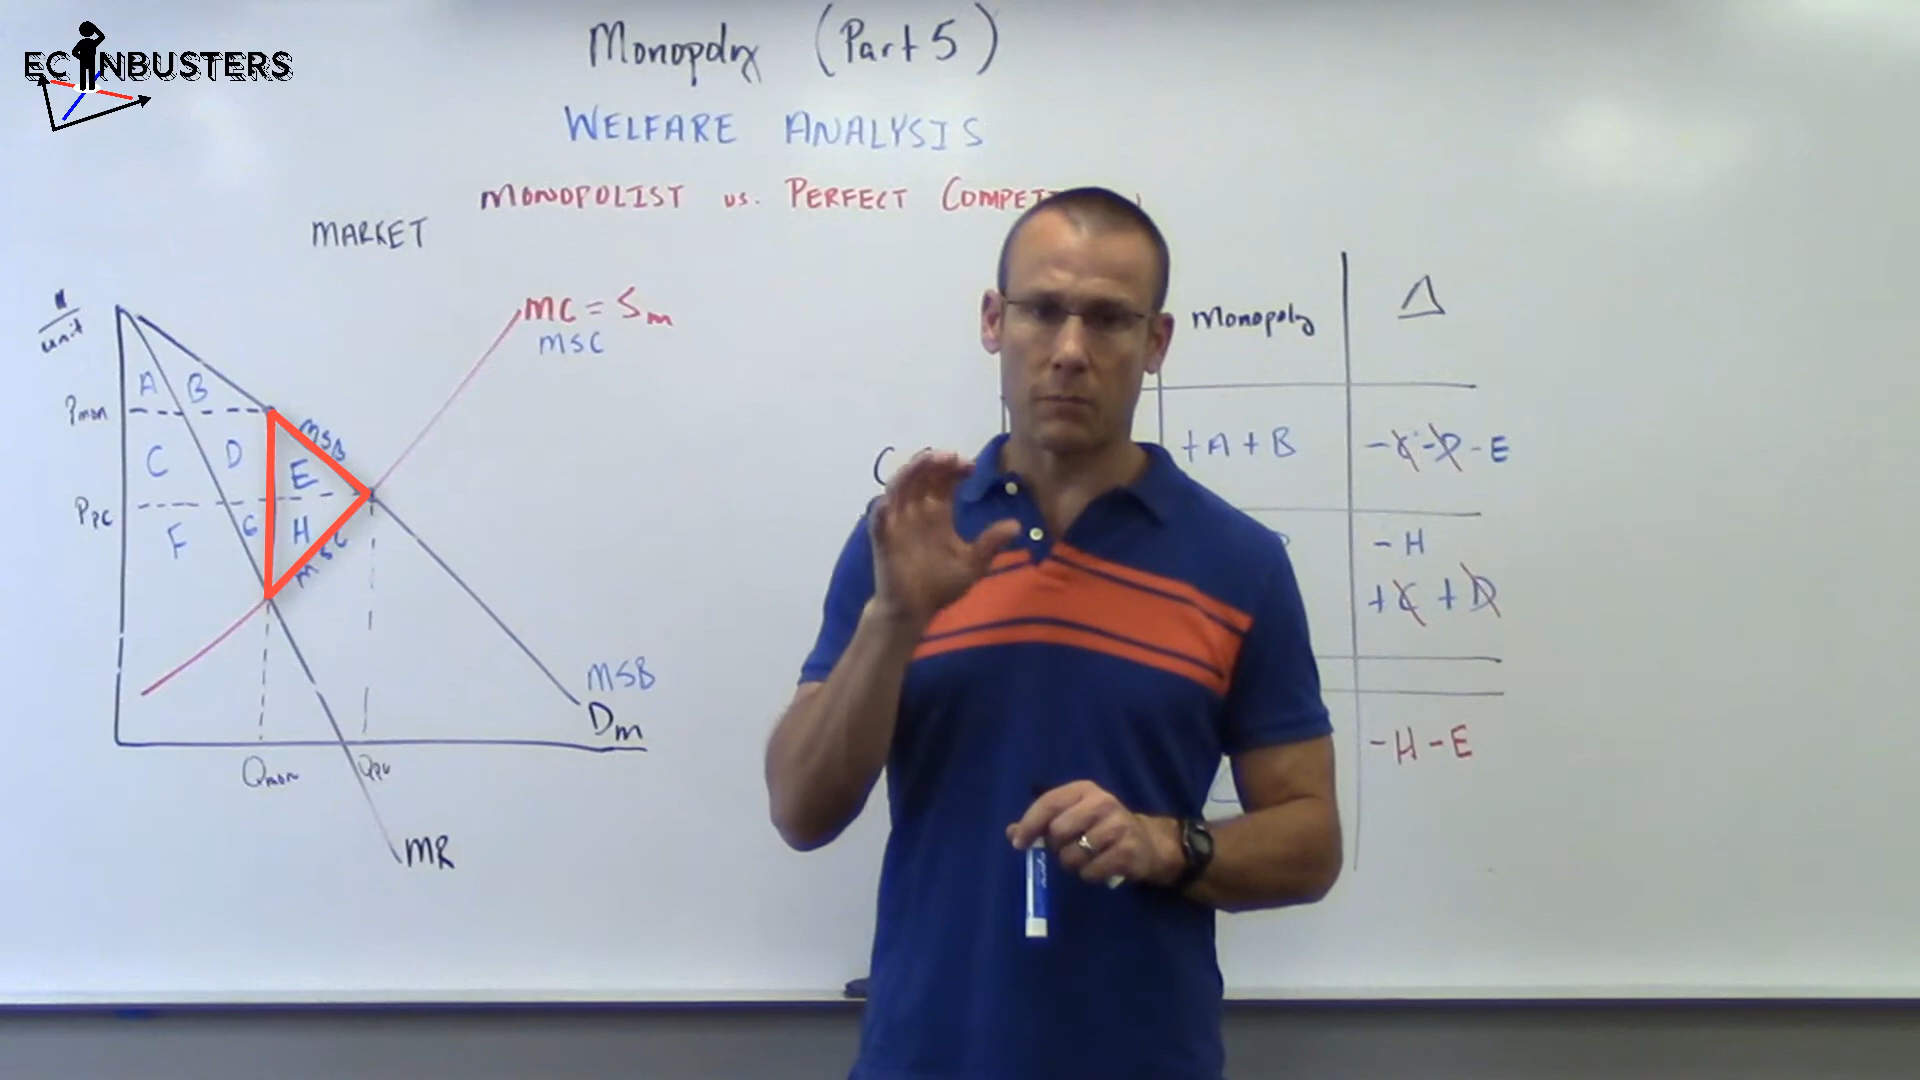 ECONBUSTERS
Monopoly (Part 5)
WELFARE ANALYSIS
MONOPOLIST vs. PERFECT
MARKET
unit
MC = Sm
MSC
Pmon
A B
C D E
MSB
Ppc
F G H
MSC
MSB
Dm
Qmon Qpc
MR
Monopoly Δ
+A + B
-C -D - E
- H
+C + D
-H - E